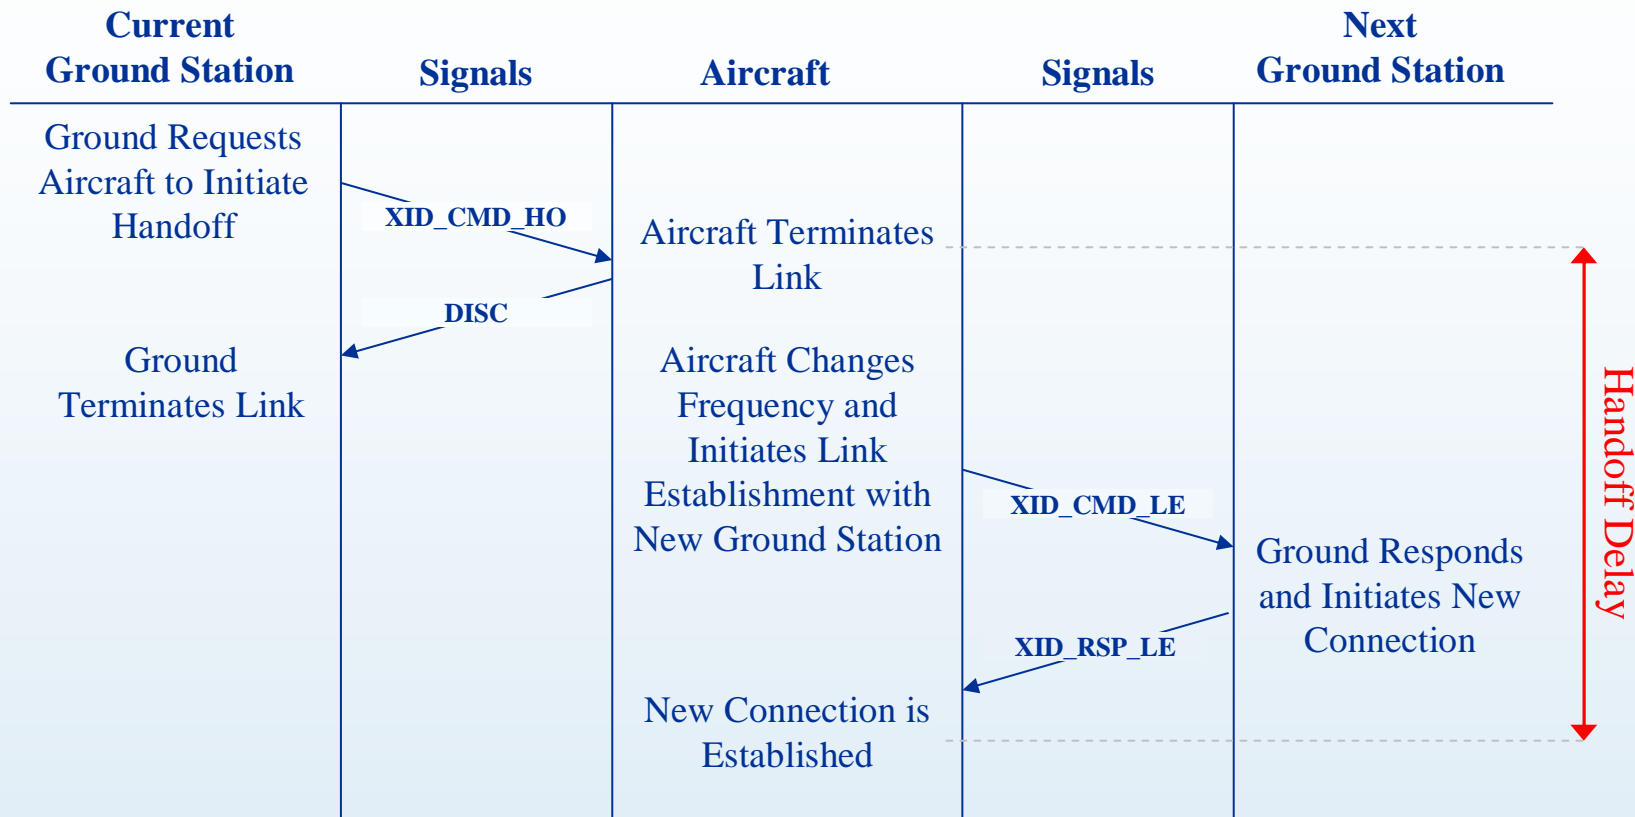 Current
Ground Station
Signals
Aircraft
Signals
Next
Ground Station
Ground Requests
Aircraft to Initiate
Handoff
XID_CMD_HO
Aircraft Terminates
Link
DISC
Ground
Terminates Link
Aircraft Changes
Frequency and
Initiates Link
Establishment with
New Ground Station
XID_CMD_LE
Ground Responds
and Initiates New
Connection
XID_RSP_LE
New Connection is
Established
Handoff Delay